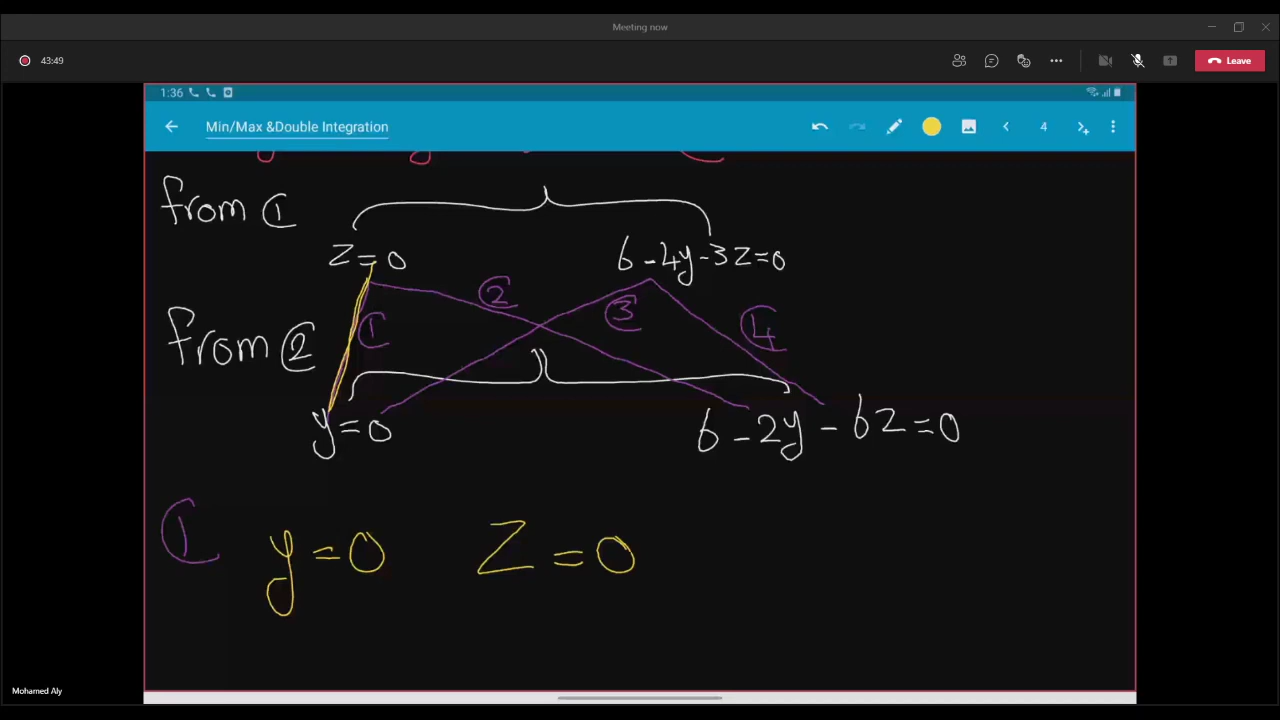 Meeting now
43:49
Leave
1:36
Min/Max &Double Integration
4
from ①
z=0 6-4y-3z=0
② ③
① ④
from ②
y=0 6-2y-6z=0
① y=0 z=0
Mohamed Aly